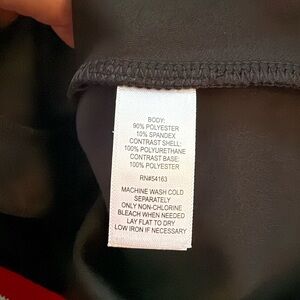 BODY:
90% POLYESTER
10% SPANDEX
CONTRAST SHELL:
100% POLYURETHANE
CONTRAST BASE:
100% POLYESTER
RN#54163
MACHINE WASH COLD
SEPARATELY
ONLY NON-CHLORINE
BLEACH WHEN NEEDED
LAY FLAT TO DRY
LOW IRON IF NECESSARY